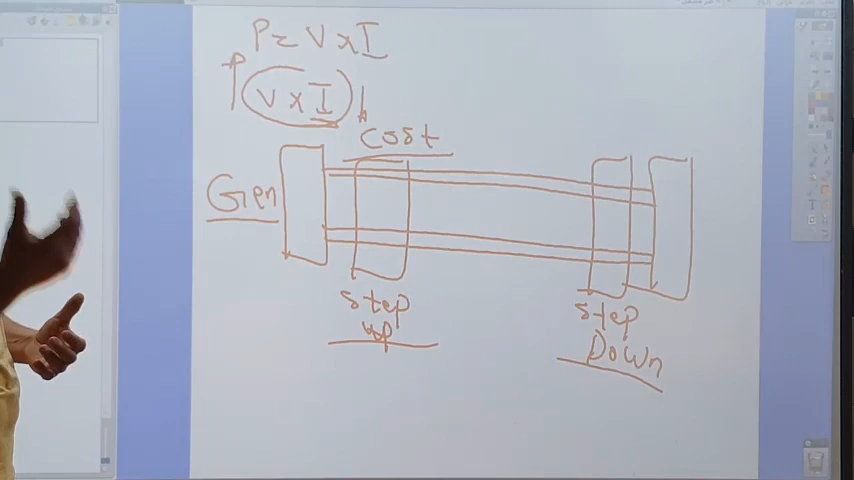 P = V x I
V x I
Cost
Gen
Step
up
Step
Down